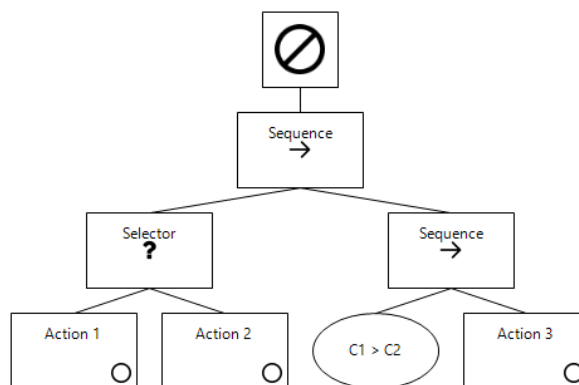 Sequence
→
Selector
?
Sequence
→
Action 1
Action 2
C1 > C2
Action 3